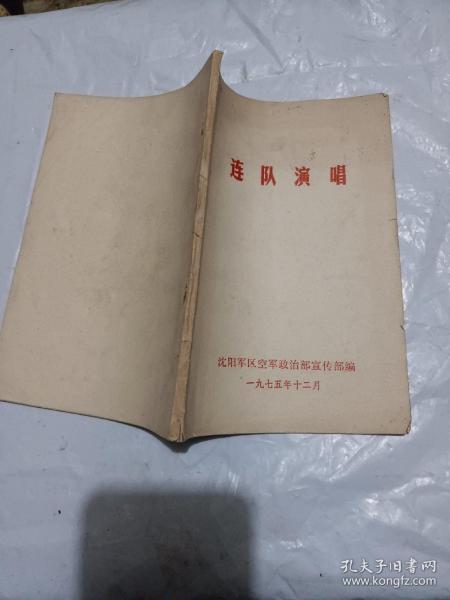 连队演唱
沈阳军区空军政治部宣传部编
一九七五年十二月
孔夫子旧书网
www.kongfz.com